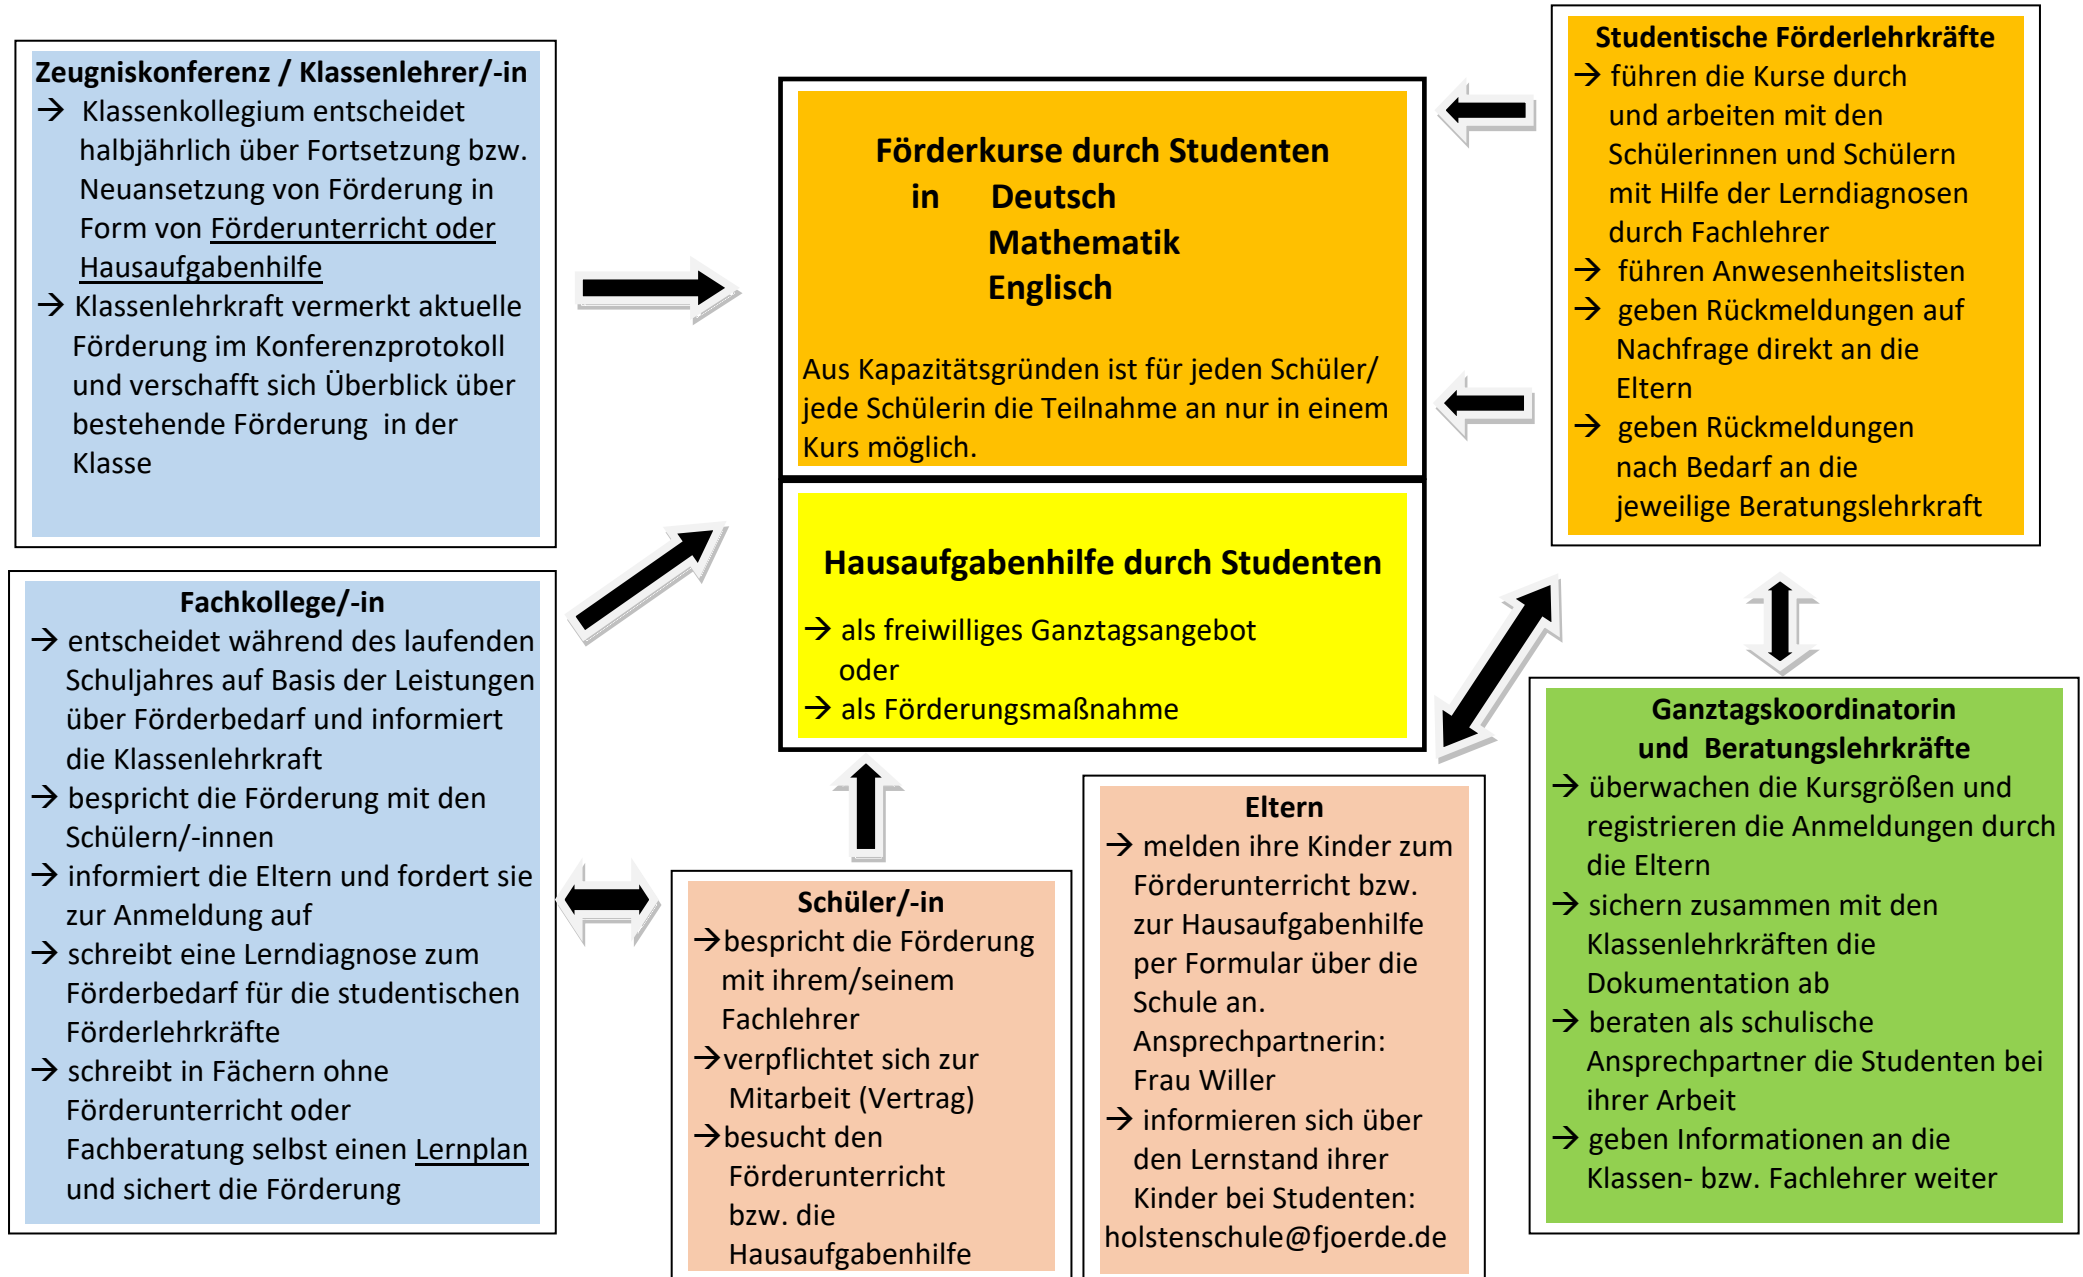 Zeugniskonferenz / Klassenlehrer/-in
→ Klassenkollegium entscheidet
halbjährlich über Fortsetzung bzw.
Neuansetzung von Förderung in
Form von Förderunterricht oder
Hausaufgabenhilfe
→ Klassenlehrkraft vermerkt aktuelle
Förderung im Konferenzprotokoll
und verschafft sich Überblick über
bestehende Förderung in der
Klasse
Förderkurse durch Studenten
in Deutsch
Mathematik
Englisch
Aus Kapazitätsgründen ist für jeden Schüler/
jede Schülerin die Teilnahme an nur in einem
Kurs möglich.
Studentische Förderlehrkräfte
→ führen die Kurse durch
und arbeiten mit den
Schülerinnen und Schülern
mit Hilfe der Lerndiagnosen
durch Fachlehrer
→ führen Anwesenheitslisten
→ geben Rückmeldungen auf
Nachfrage direkt an die
Eltern
→ geben Rückmeldungen
nach Bedarf an die
jeweilige Beratungslehrkraft
Hausaufgabenhilfe durch Studenten
→ als freiwilliges Ganztagsangebot
oder
→ als Förderungsmaßnahme
Fachkollege/-in
→ entscheidet während des laufenden
Schuljahres auf Basis der Leistungen
über Förderbedarf und informiert
die Klassenlehrkraft
→ bespricht die Förderung mit den
Schülern/-innen
→ informiert die Eltern und fordert sie
zur Anmeldung auf
→ schreibt eine Lerndiagnose zum
Förderbedarf für die studentischen
Förderlehrkräfte
→ schreibt in Fächern ohne
Förderunterricht oder
Fachberatung selbst einen Lernplan
und sichert die Förderung
Schüler/-in
→bespricht die Förderung
mit ihrem/seinem
Fachlehrer
→verpflichtet sich zur
Mitarbeit (Vertrag)
→besucht den
Förderunterricht
bzw. die
Hausaufgabenhilfe
Eltern
→ melden ihre Kinder zum
Förderunterricht bzw.
zur Hausaufgabenhilfe
per Formular über die
Schule an.
Ansprechpartnerin:
Frau Willer
→ informieren sich über
den Lernstand ihrer
Kinder bei Studenten:
holstenschule@fjoerde.de
Ganztagskoordinatorin
und Beratungslehrkräfte
→ überwachen die Kursgrößen und
registrieren die Anmeldungen durch
die Eltern
→ sichern zusammen mit den
Klassenlehrkräften die
Dokumentation ab
→ beraten als schulische
Ansprechpartner die Studenten bei
ihrer Arbeit
→ geben Informationen an die
Klassen- bzw. Fachlehrer weiter